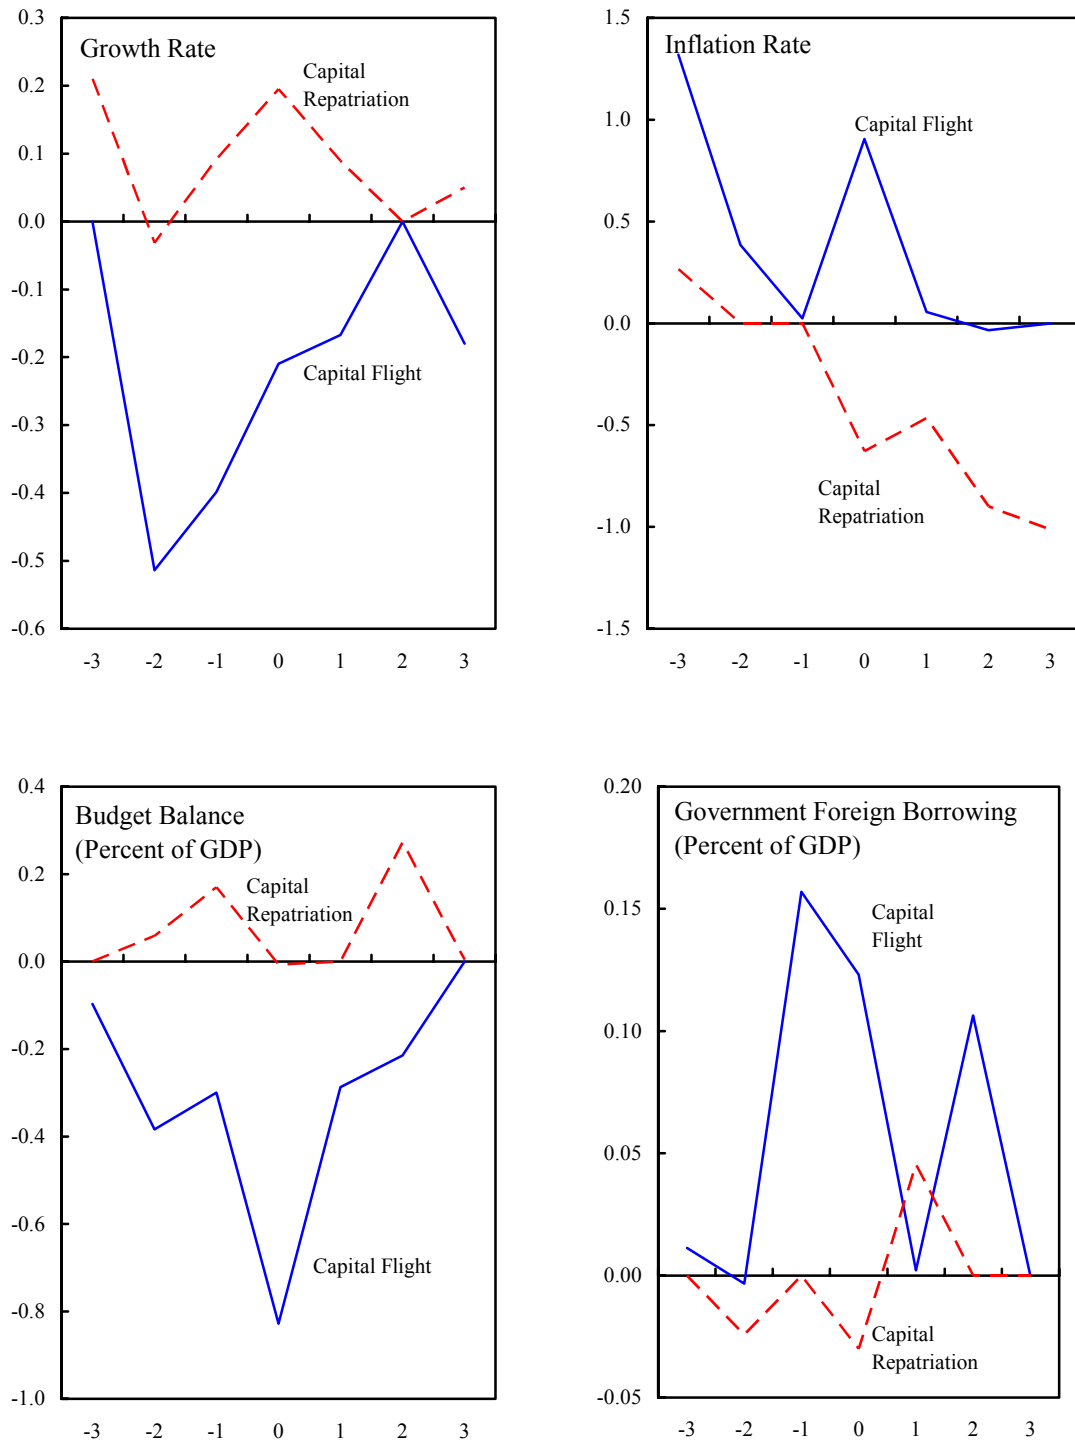 Growth Rate
0.3
0.2
0.1
0.0
-0.1
-0.2
-0.3
-0.4
-0.5
-0.6
Capital
Repatriation
Capital Flight
-3 -2 -1 0 1 2 3
Inflation Rate
1.5
1.0
0.5
0.0
-0.5
-1.0
-1.5
Capital Flight
Capital
Repatriation
-3 -2 -1 0 1 2 3
Budget Balance
(Percent of GDP)
0.4
0.2
0.0
-0.2
-0.4
-0.6
-0.8
-1.0
Capital
Repatriation
Capital Flight
-3 -2 -1 0 1 2 3
Government Foreign Borrowing
(Percent of GDP)
0.20
0.15
0.10
0.05
0.00
-0.05
Capital
Flight
Capital
Repatriation
-3 -2 -1 0 1 2 3